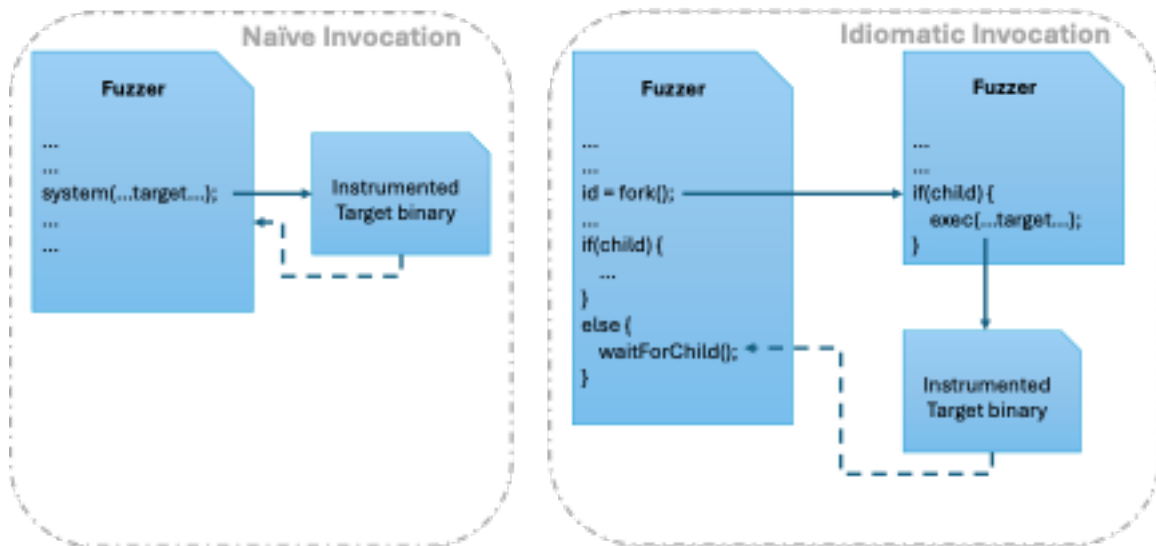 Naïve Invocation
Fuzzer
...
...
system(...target...);
...
...
Instrumented
Target binary
Idiomatic Invocation
Fuzzer
...
...
id = fork();
...
if(child) {
...
}
else {
waitForChild();
}
Fuzzer
...
...
if(child) {
exec(...target...);
}
Instrumented
Target binary